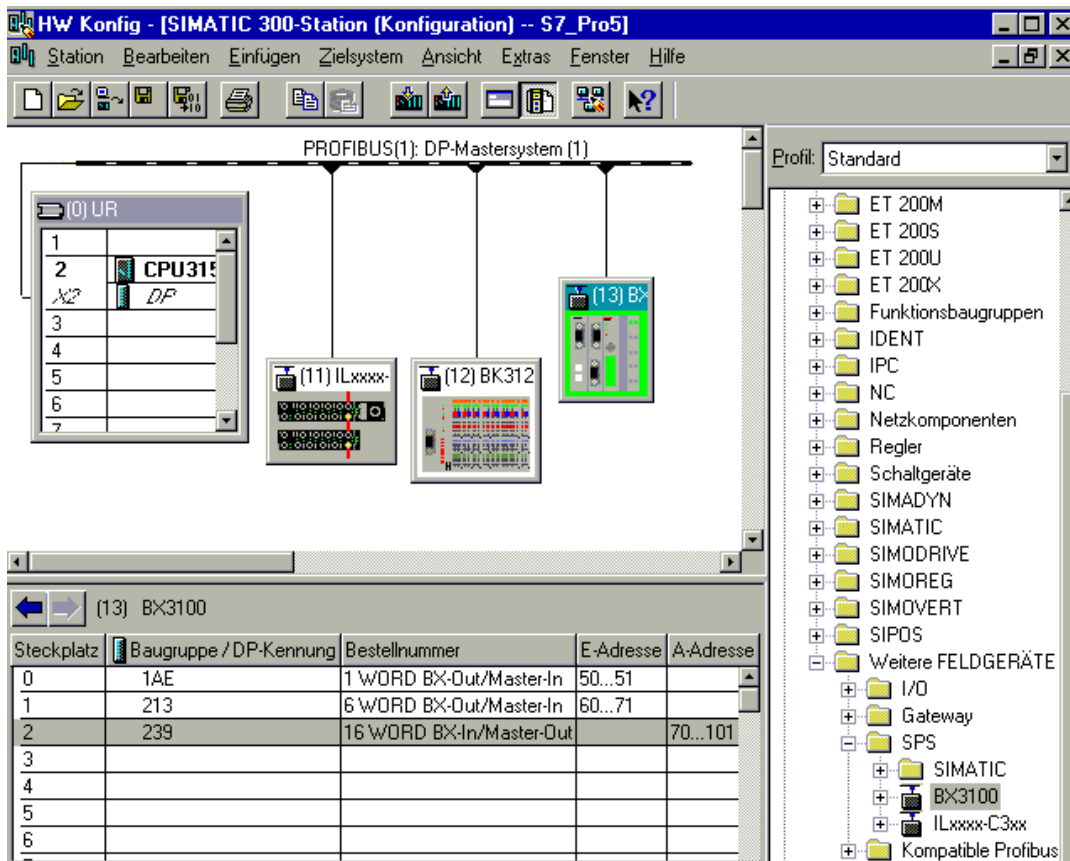 HW Konfig - [SIMATIC 300-Station (Konfiguration) -- S7_Pro5]
Station Bearbeiten Einfügen Zielsystem Ansicht Extras Fenster Hilfe
PROFIBUS(1): DP-Mastersystem (1)
(0) UR
1
2 CPU315
X2 DP
3
4
5
6
7
(11) ILxxxx-
(12) BK312
(13) BX
Profil: Standard
ET 200M
ET 200S
ET 200U
ET 200X
Funktionsbaugruppen
IDENT
IPC
NC
Netzkomponenten
Regler
Schaltgeräte
SIMADYN
SIMATIC
SIMODRIVE
SIMOREG
SIMOVERT
SIPOS
Weitere FELDGERÄTE
I/O
Gateway
SPS
SIMATIC
BX3100
ILxxxx-C3xx
Kompatible Profibus
(13) BX3100
Steckplatz Baugruppe / DP-Kennung Bestellnummer E-Adresse A-Adresse
0 1AE 1 WORD BX-Out/Master-In 50...51
1 213 6 WORD BX-Out/Master-In 60...71
2 239 16 WORD BX-In/Master-Out 70...101
3
4
5
6